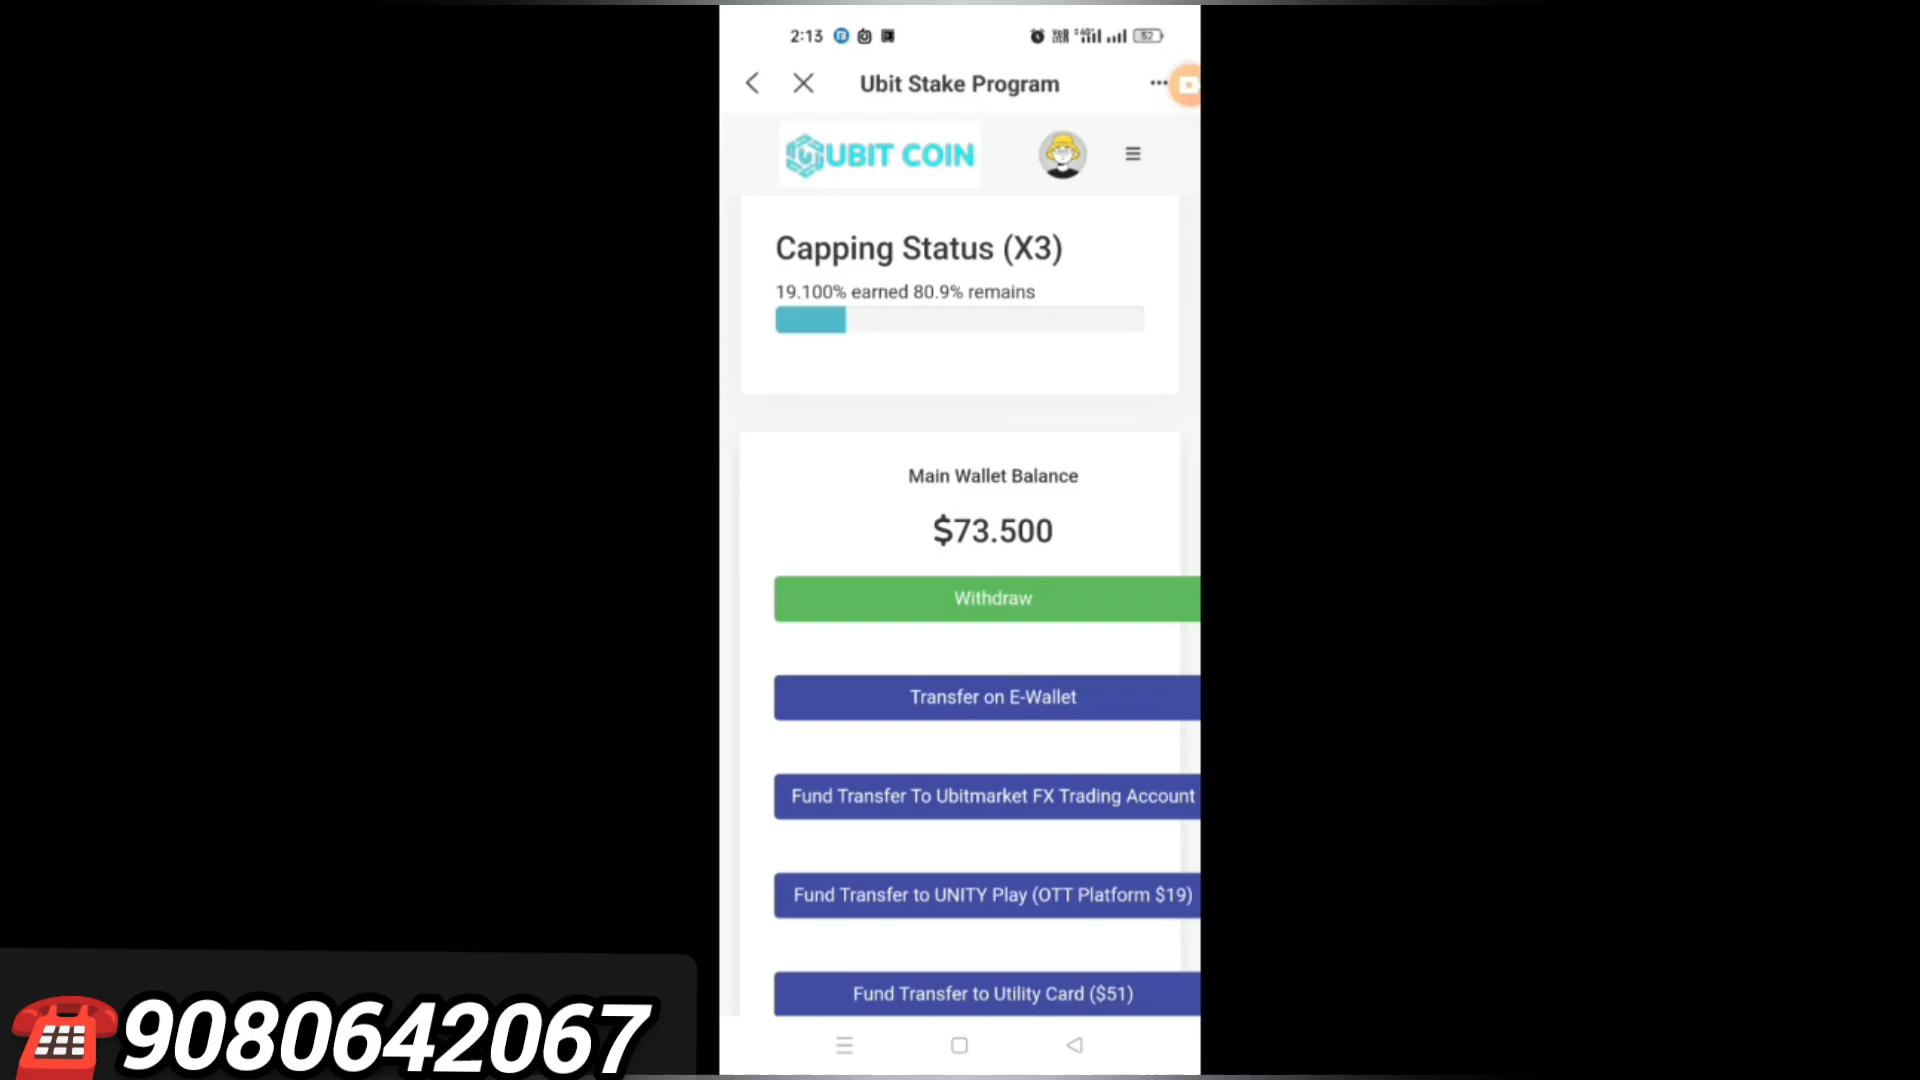 2:13
52
Ubit Stake Program
UBIT COIN
Capping Status (X3)
19.100% earned 80.9% remains
Main Wallet Balance
$73.500
Withdraw
Transfer on E-Wallet
Fund Transfer To Ubitmarket FX Trading Account
Fund Transfer to UNITY Play (OTT Platform $19)
Fund Transfer to Utility Card ($51)
9080642067